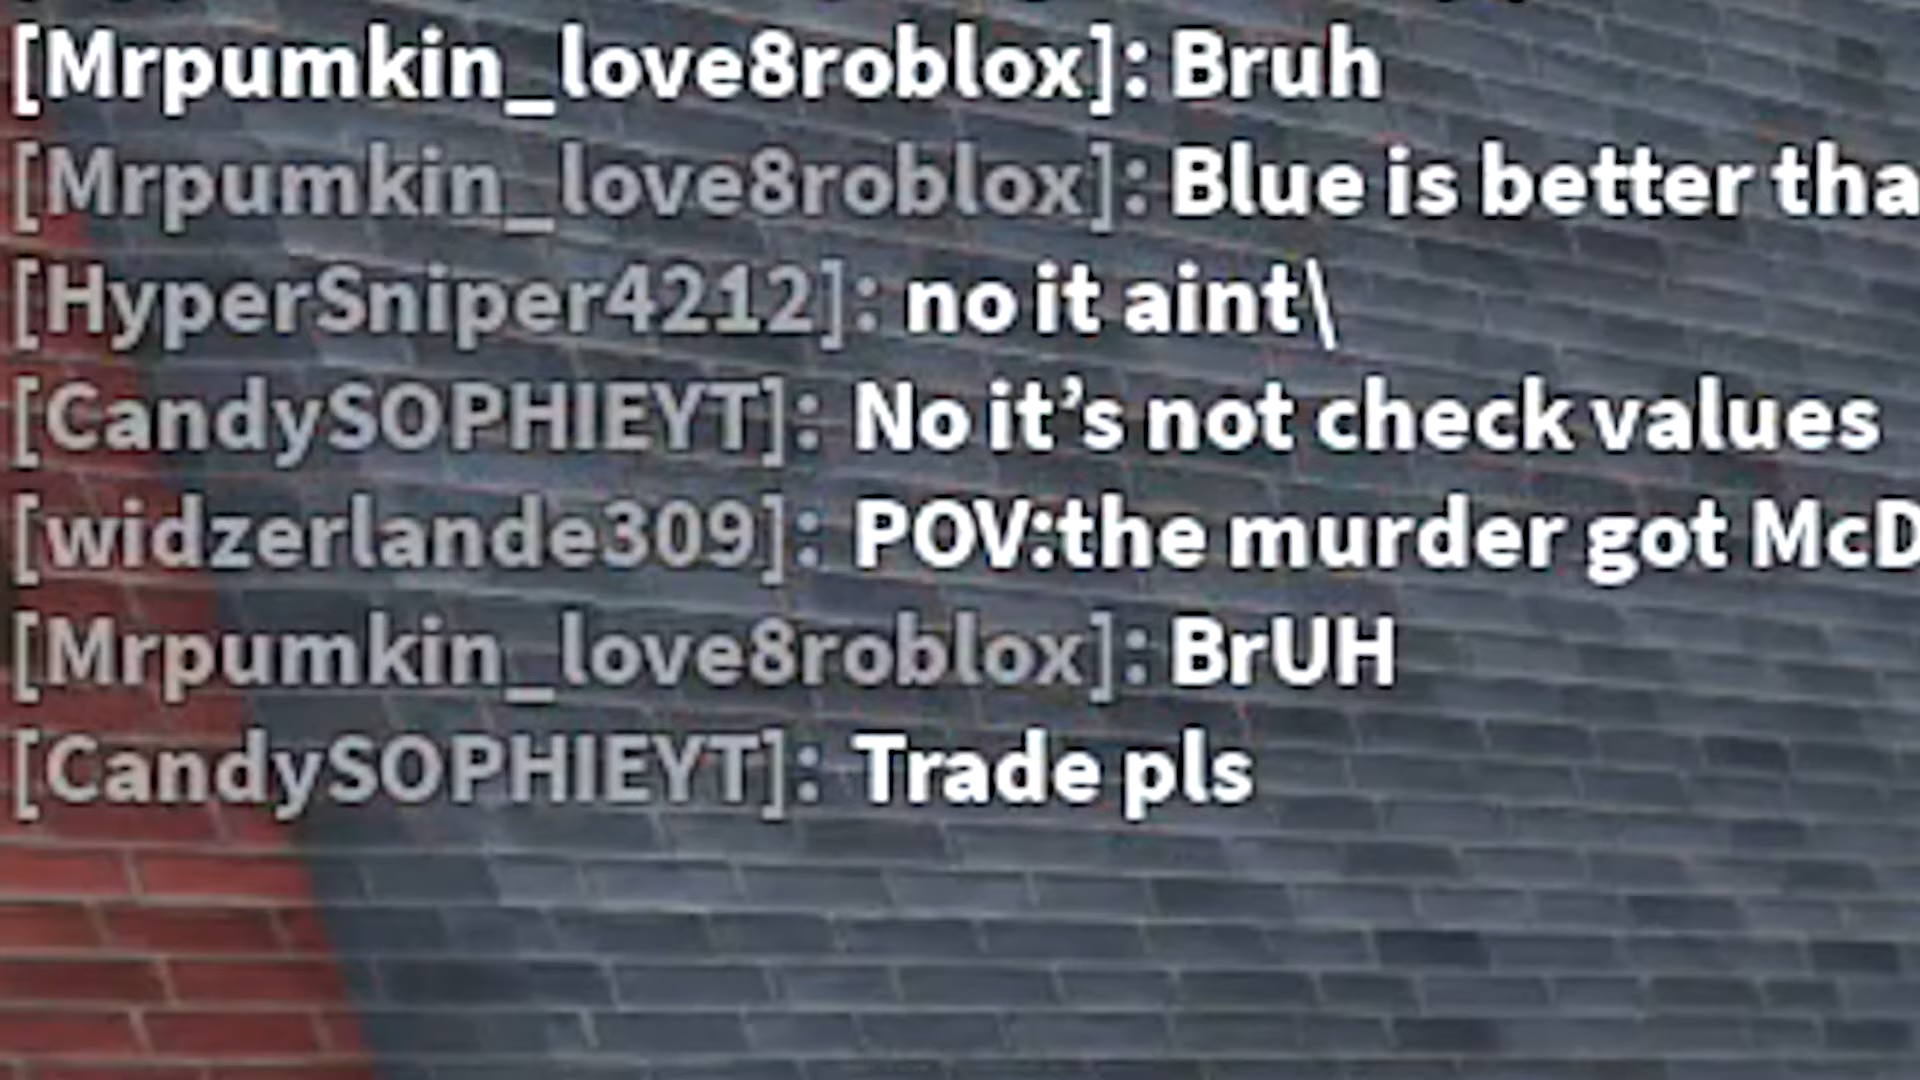 [Mrpumkin_love8roblox]: Bruh
[Mrpumkin_love8roblox]: Blue is better tha
[HyperSniper4212]: no it aint\
[CandySOPHIEYT]: No it’s not check values
[widzerlande309]: POV:the murder got McD
[Mrpumkin_love8roblox]: BrUH
[CandySOPHIEYT]: Trade pls